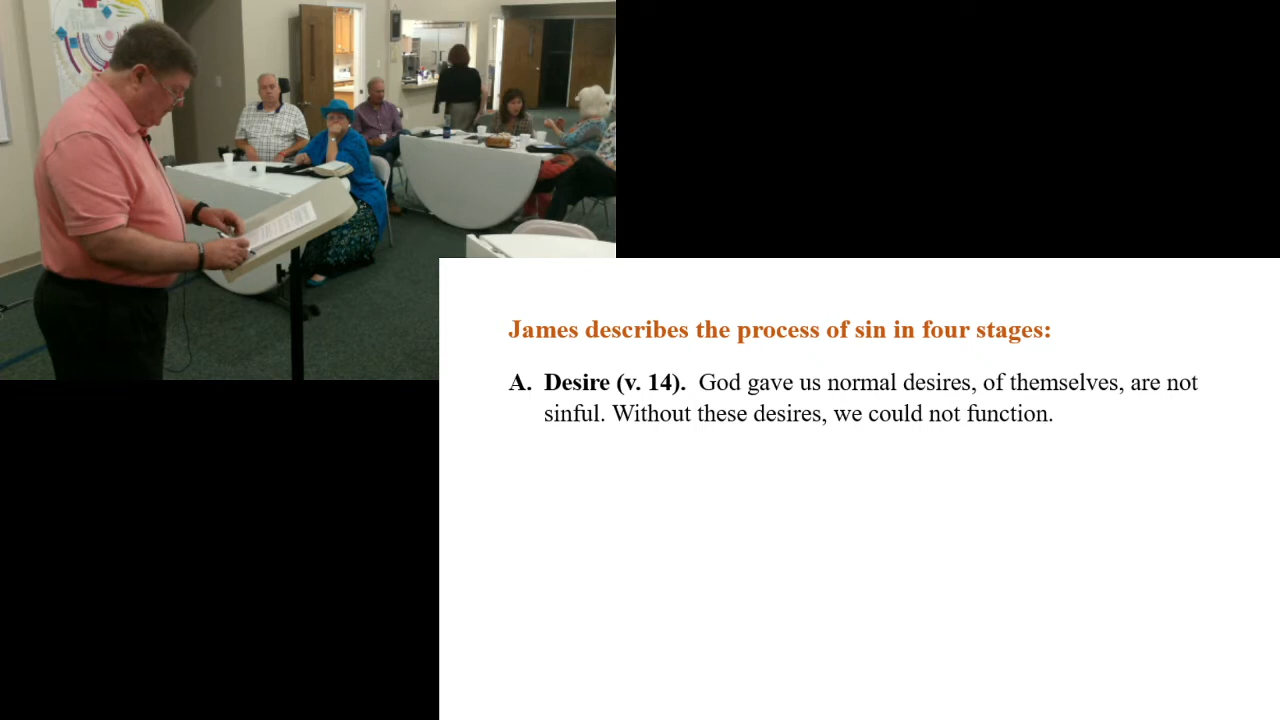 James describes the process of sin in four stages:
A. Desire (v. 14). God gave us normal desires, of themselves, are not
sinful. Without these desires, we could not function.